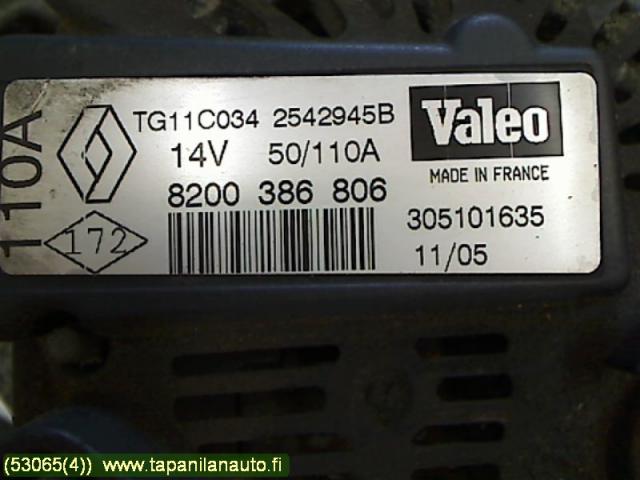 110A
TG11C034 2542945B
14V 50/110A
8200 386 806
172
Valeo
MADE IN FRANCE
305101635
11/05
(53065(4)) www.tapanilanauto.fi